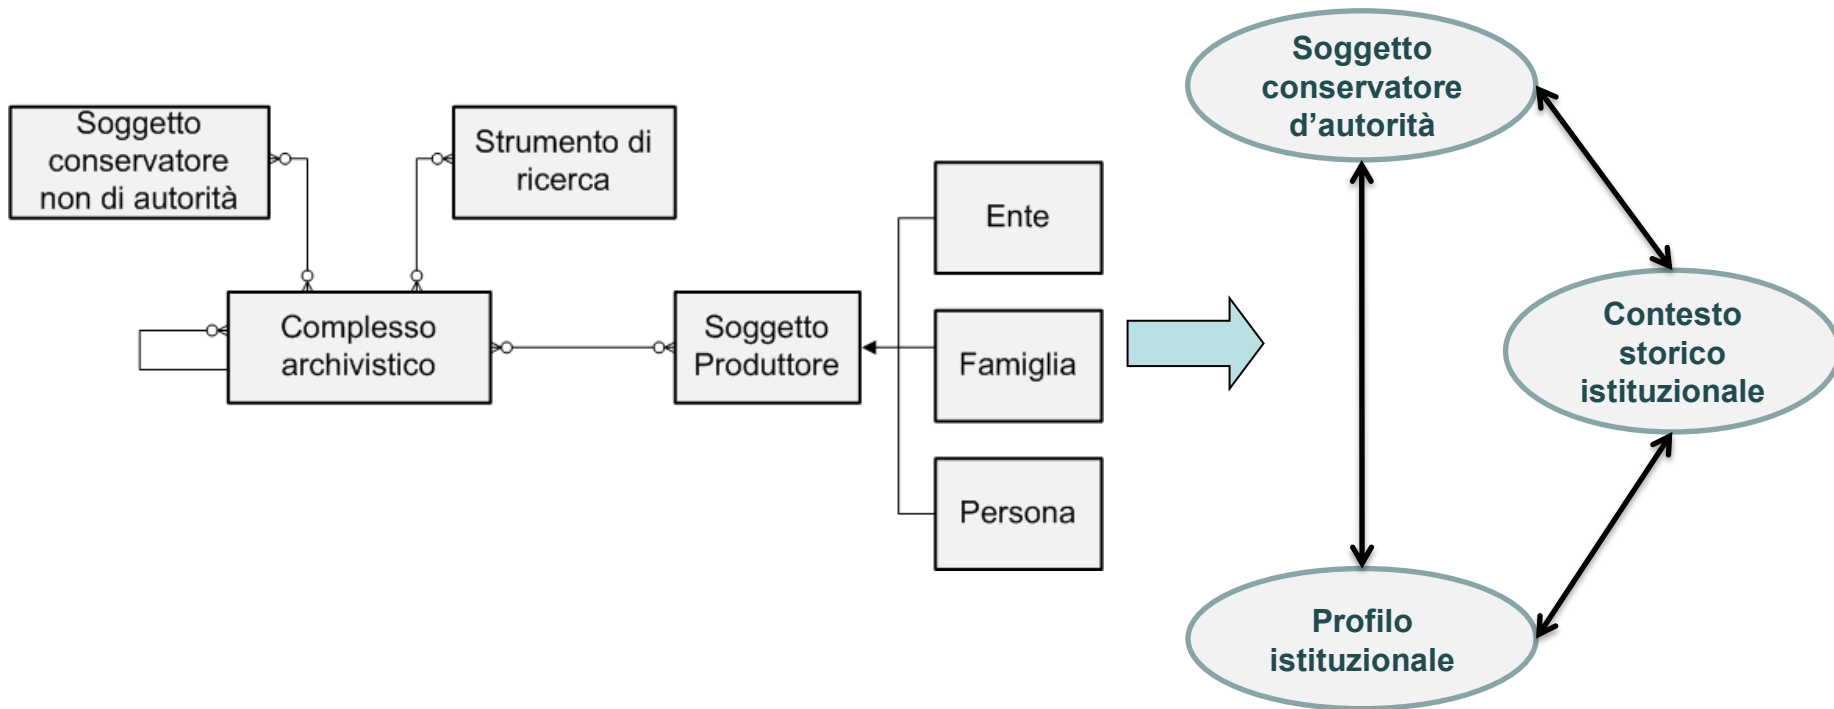 Soggetto
conservatore
non di autorità
Strumento di
ricerca
Complesso
archivistico
Soggetto
Produttore
Ente
Famiglia
Persona
Soggetto
conservatore
d’autorità
Contesto
storico
istituzionale
Profilo
istituzionale